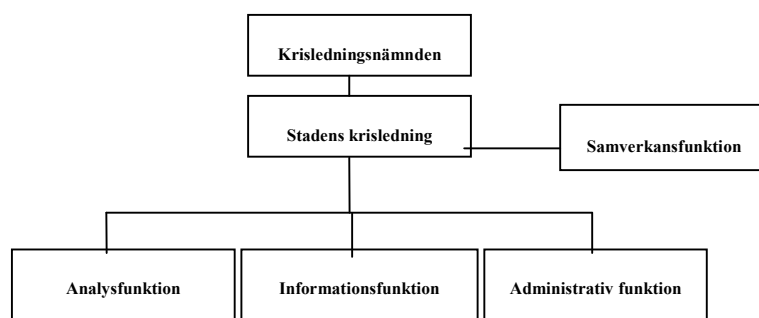 Krisledningsnämnden
Stadens krisledning
Samverkansfunktion
Analysfunktion
Informationsfunktion
Administrativ funktion